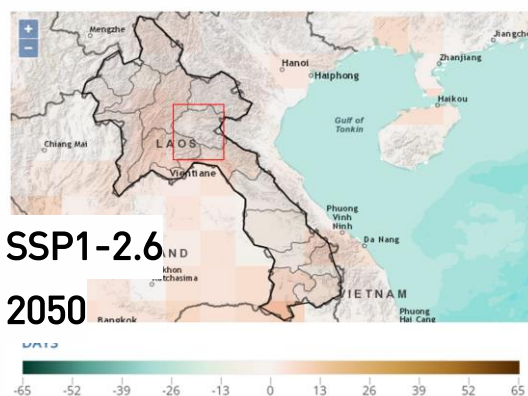 +
−
Mengzhe
Jiangche
Zhanjiang
Hanoi
Haiphong
Haikou
Gulf of
Tonkin
Chiang Mai
LAOS
Vientiane
Phuong
Vinh
Ninh
Da Nang
SSP1-2.6
AND
khon
atchasima
2050
VIETNAM
Phuong
Hai Cang
Bangkok
DAYS
-65 -52 -39 -26 -13 0 13 26 39 52 65